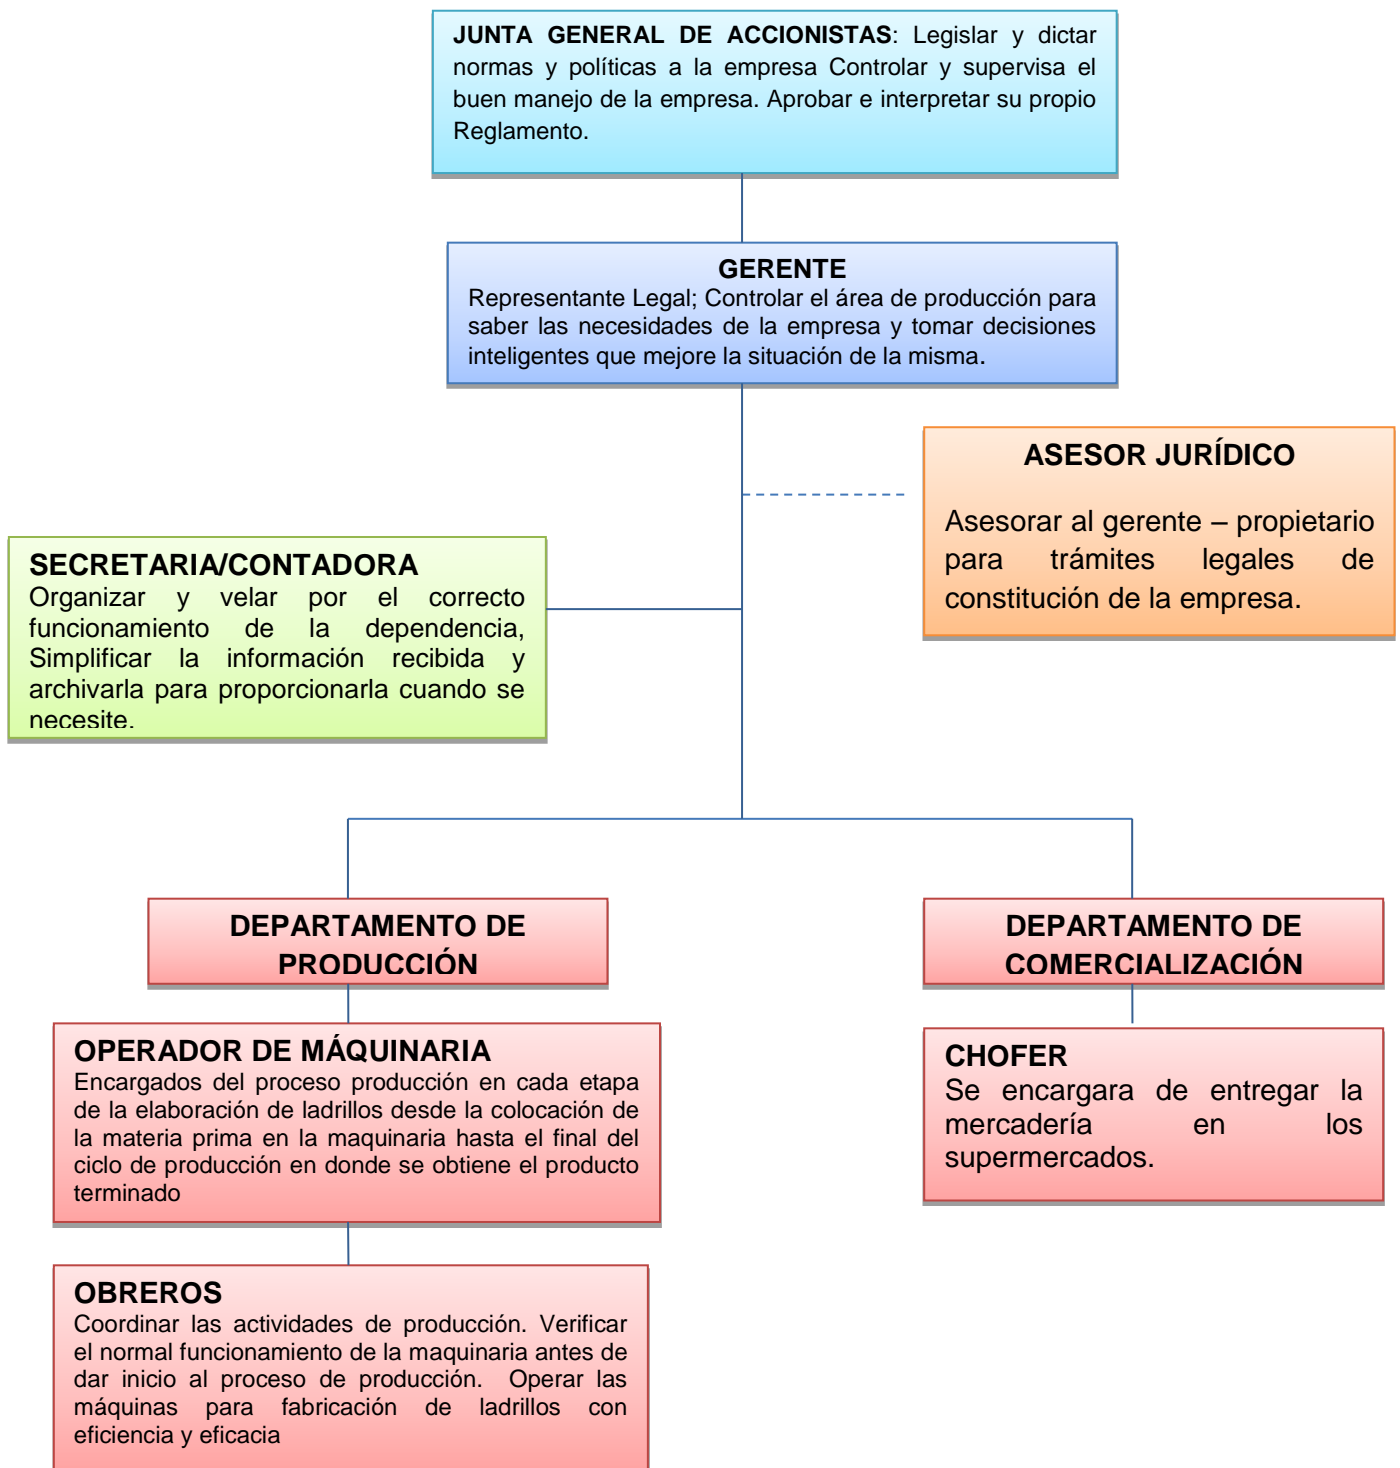 JUNTA GENERAL DE ACCIONISTAS: Legislar y dictar
normas y políticas a la empresa Controlar y supervisa el
buen manejo de la empresa. Aprobar e interpretar su propio
Reglamento.
GERENTE
Representante Legal; Controlar el área de producción para
saber las necesidades de la empresa y tomar decisiones
inteligentes que mejore la situación de la misma.
ASESOR JURÍDICO
Asesorar al gerente – propietario
para trámites legales de
constitución de la empresa.
SECRETARIA/CONTADORA
Organizar y velar por el correcto
funcionamiento de la dependencia,
Simplificar la información recibida y
archivarla para proporcionarla cuando se
necesite.
DEPARTAMENTO DE
PRODUCCIÓN
DEPARTAMENTO DE
COMERCIALIZACIÓN
OPERADOR DE MÁQUINARIA
Encargados del proceso producción en cada etapa
de la elaboración de ladrillos desde la colocación de
la materia prima en la maquinaria hasta el final del
ciclo de producción en donde se obtiene el producto
terminado
CHOFER
Se encargara de entregar la
mercadería en los
supermercados.
OBREROS
Coordinar las actividades de producción. Verificar
el normal funcionamiento de la maquinaria antes de
dar inicio al proceso de producción. Operar las
máquinas para fabricación de ladrillos con
eficiencia y eficacia